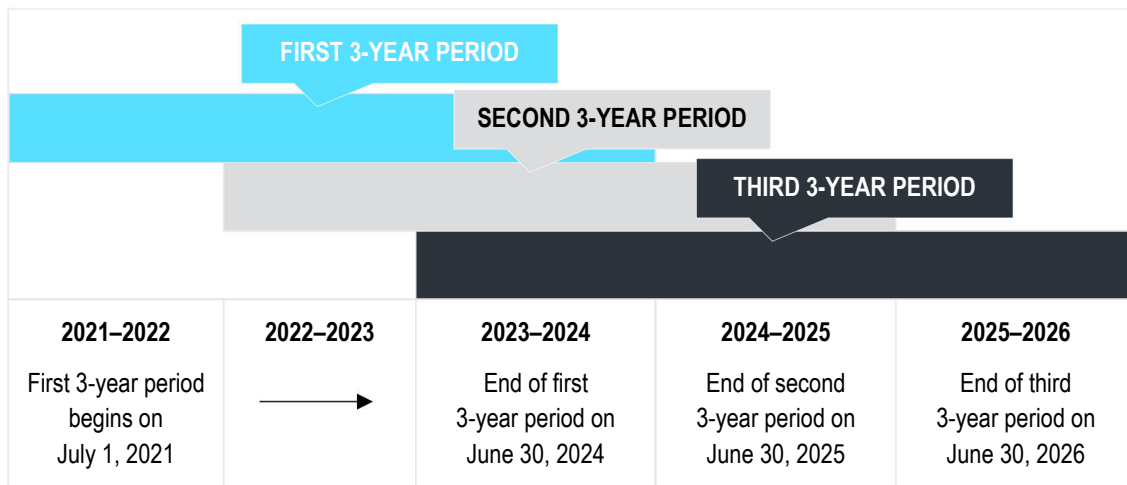 FIRST 3-YEAR PERIOD
SECOND 3-YEAR PERIOD
THIRD 3-YEAR PERIOD
2021–2022
First 3-year period
begins on
July 1, 2021
2022–2023
2023–2024
End of first
3-year period on
June 30, 2024
2024–2025
End of second
3-year period on
June 30, 2025
2025–2026
End of third
3-year period on
June 30, 2026